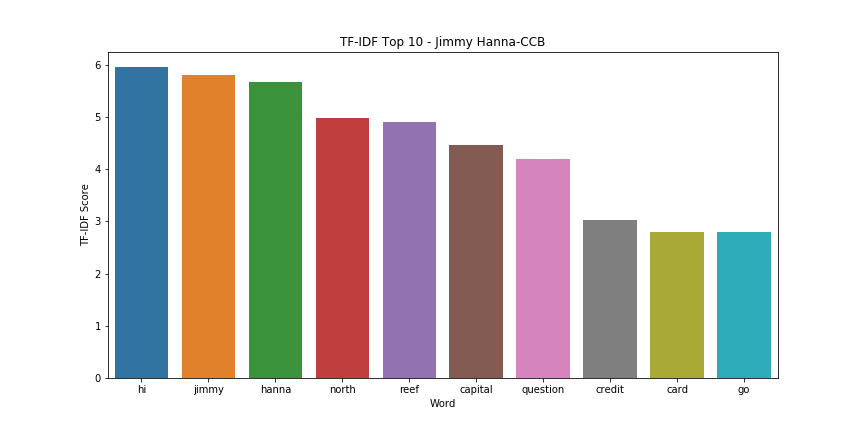 TF-IDF Top 10 - Jimmy Hanna-CCB
TF-IDF Score
6
5
4
3
2
1
0
hi jimmy hanna north reef capital question credit card go
Word